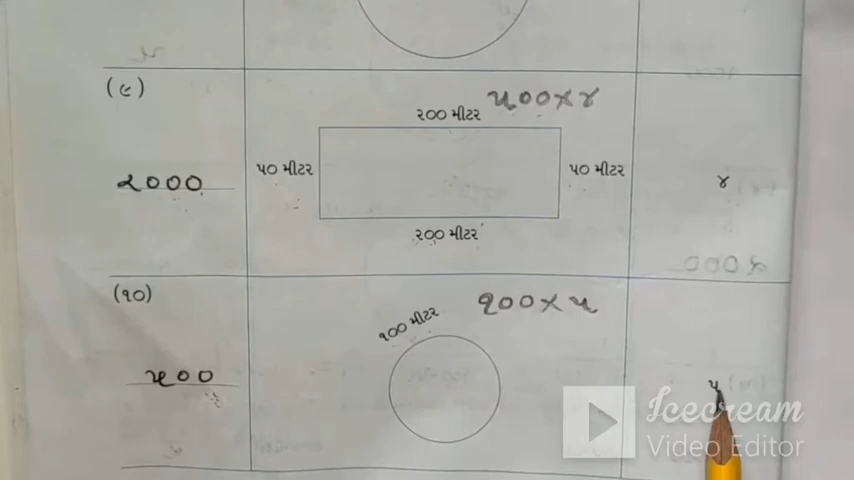 (૯)
૫૦૦×૪
૨૦૦ મીટર
૫૦ મીટર
૫૦ મીટર
૨૦૦૦
૪
૨૦૦ મીટર
(૧૦)
૧૦૦×૫
૧૦૦ મીટર
૫૦૦
૫
Icecream
Video Editor